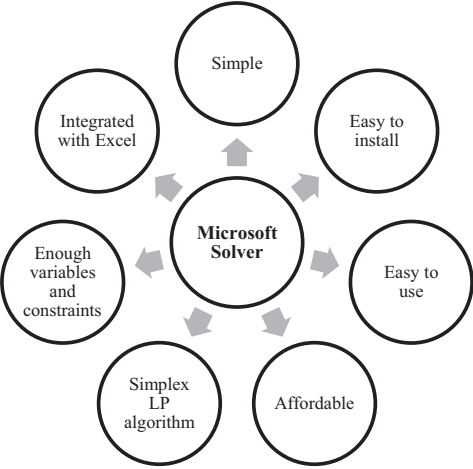 Simple
Easy to
install
Easy to
use
Affordable
Simplex
LP
algorithm
Enough
variables
and
constraints
Integrated
with Excel
Microsoft
Solver